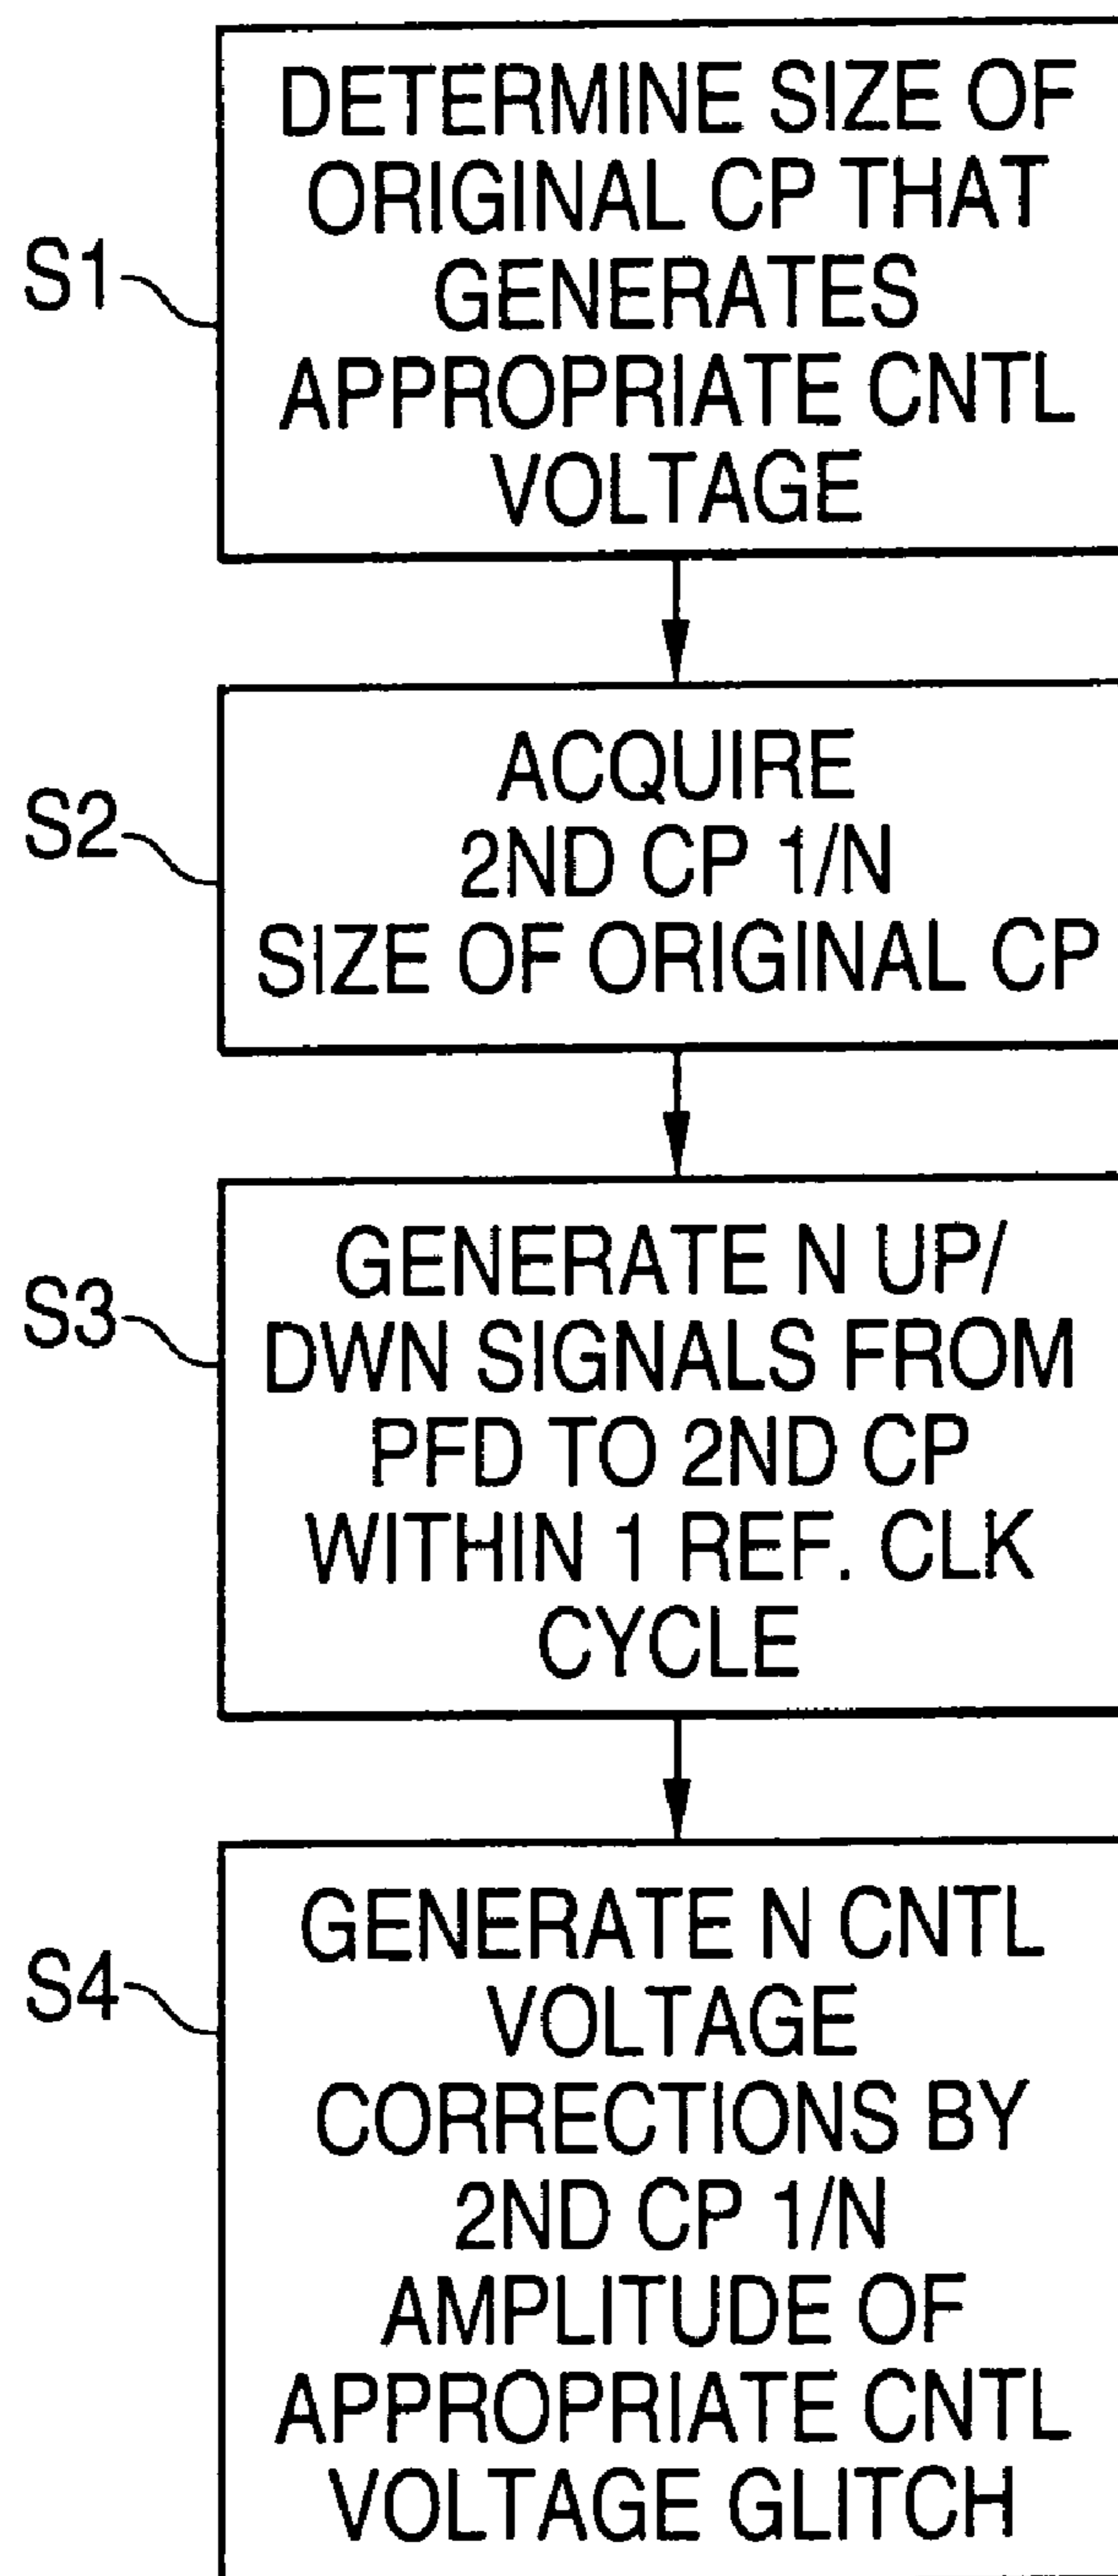 S1
DETERMINE SIZE OF
ORIGINAL CP THAT
GENERATES
APPROPRIATE CNTL
VOLTAGE
S2
ACQUIRE
2ND CP 1/N
SIZE OF ORIGINAL CP
S3
GENERATE N UP/
DWN SIGNALS FROM
PFD TO 2ND CP
WITHIN 1 REF. CLK
CYCLE
S4
GENERATE N CNTL
VOLTAGE
CORRECTIONS BY
2ND CP 1/N
AMPLITUDE OF
APPROPRIATE CNTL
VOLTAGE GLITCH